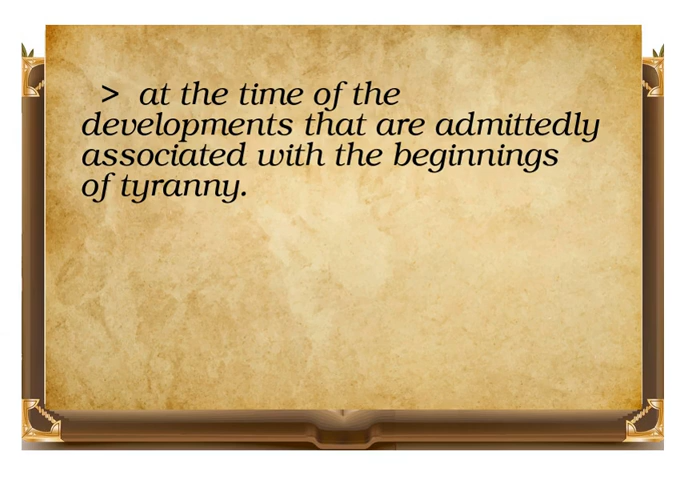 > at the time of the
developments that are admittedly
associated with the beginnings
of tyranny.